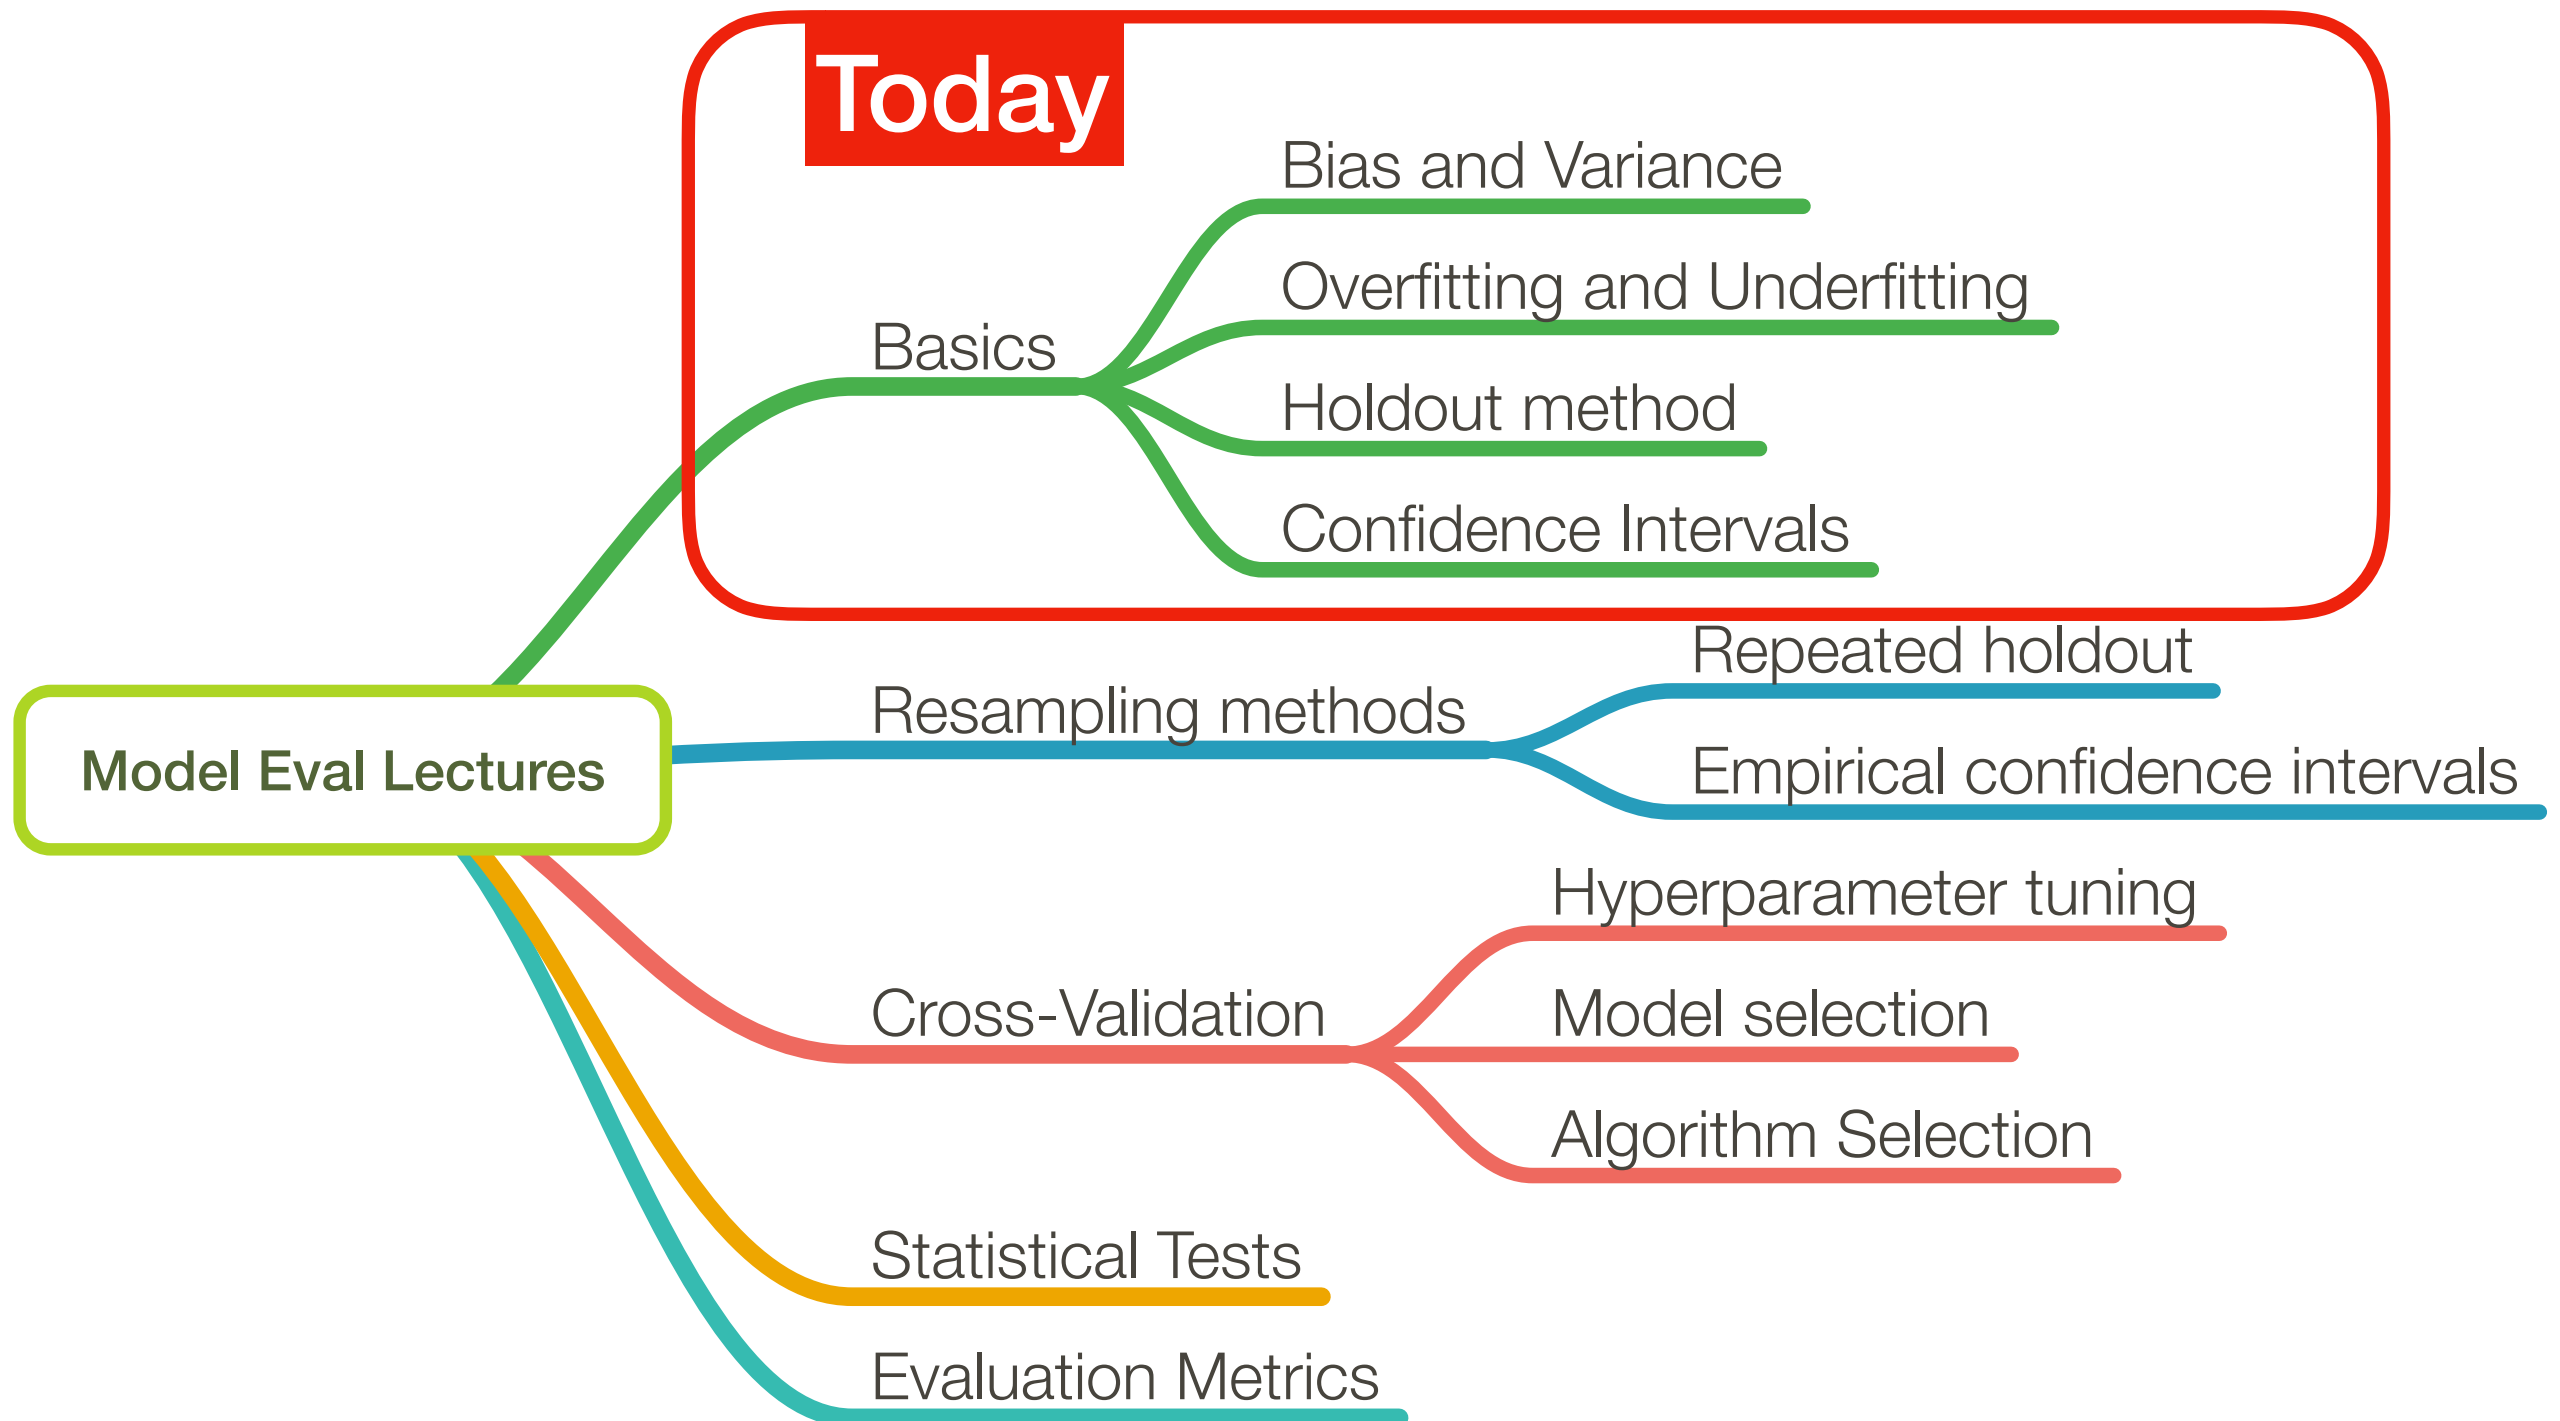 Today
Bias and Variance
Overfitting and Underfitting
Basics
Holdout method
Confidence Intervals
Repeated holdout
Resampling methods
Model Eval Lectures
Empirical confidence intervals
Hyperparameter tuning
Cross-Validation
Model selection
Algorithm Selection
Statistical Tests
Evaluation Metrics